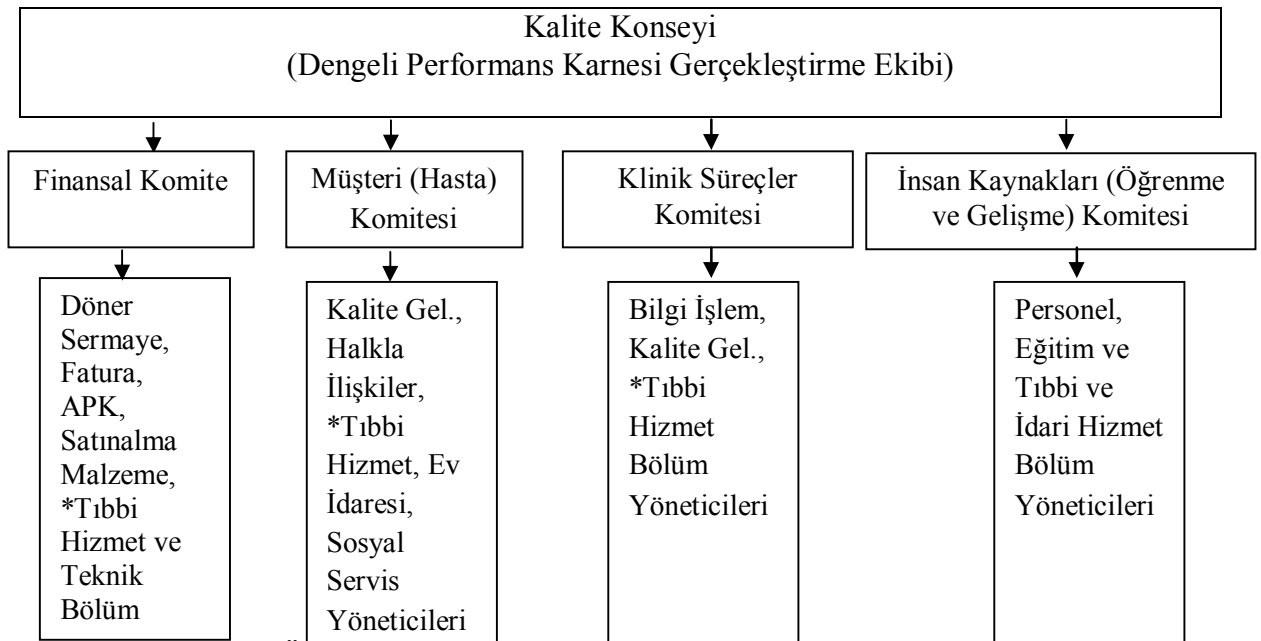 Kalite Konseyi
(Dengeli Performans Karnesi Gerçekleştirme Ekibi)
Finansal Komite
Müşteri (Hasta)
Komitesi
Klinik Süreçler
Komitesi
İnsan Kaynakları (Öğrenme
ve Gelişme) Komitesi
Döner
Sermaye,
Fatura,
APK,
Satınalma
Malzeme,
*Tıbbi
Hizmet ve
Teknik
Bölüm
Kalite Gel.,
Halkla
İlişkiler,
*Tıbbi
Hizmet, Ev
İdaresi,
Sosyal
Servis
Yöneticileri
Bilgi İşlem,
Kalite Gel.,
*Tıbbi
Hizmet
Bölüm
Yöneticileri
Personel,
Eğitim ve
Tıbbi ve
İdari Hizmet
Bölüm
Yöneticileri